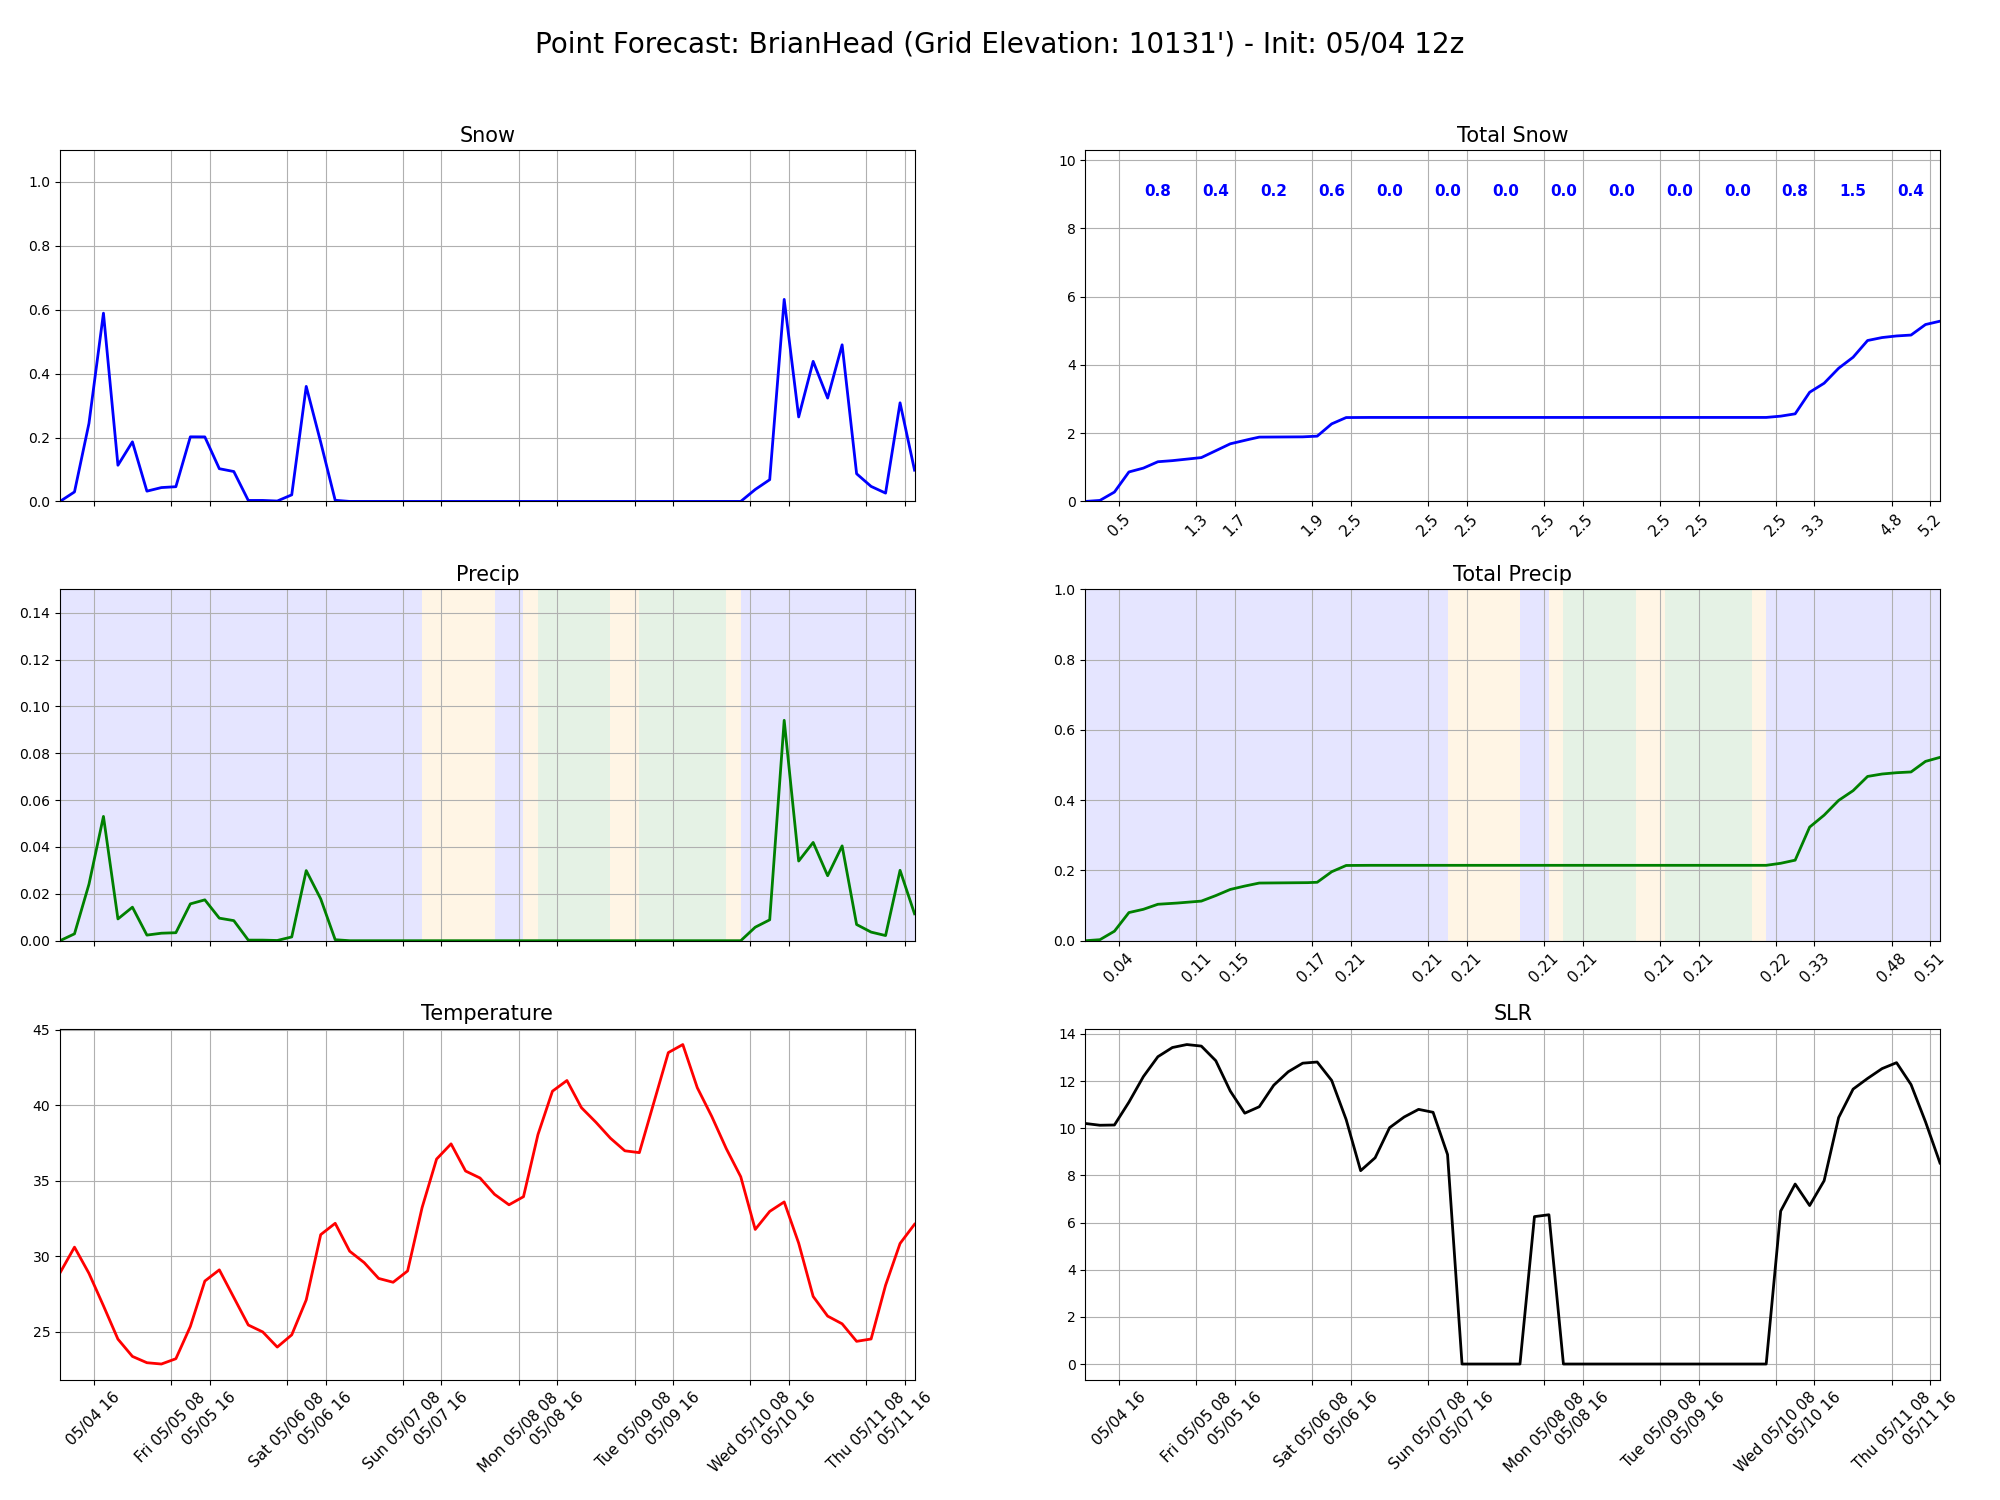 Point Forecast: BrianHead (Grid Elevation: 10131') - Init: 05/04 12z
Snow
1.0
0.8
0.6
0.4
0.2
0.0
Total Snow
10
8
6
4
2
0
0.8 0.4 0.2 0.6 0.0 0.0 0.0 0.0 0.0 0.0 0.0 0.8 1.5 0.4
0.5 1.3 1.7 1.9 2.5 2.5 2.5 2.5 2.5 2.5 2.5 2.5 3.3 4.8 5.2
Precip
0.14
0.12
0.10
0.08
0.06
0.04
0.02
0.00
Total Precip
1.0
0.8
0.6
0.4
0.2
0.0
0.04 0.11 0.15 0.17 0.21 0.21 0.21 0.21 0.21 0.21 0.21 0.22 0.33 0.48 0.51
Temperature
45
40
35
30
25
05/04 16
Fri 05/05 08
05/05 16
Sat 05/06 08
05/06 16
Sun 05/07 08
05/07 16
Mon 05/08 08
05/08 16
Tue 05/09 08
05/09 16
Wed 05/10 08
05/10 16
Thu 05/11 08
05/11 16
SLR
14
12
10
8
6
4
2
0
05/04 16
Fri 05/05 08
05/05 16
Sat 05/06 08
05/06 16
Sun 05/07 08
05/07 16
Mon 05/08 08
05/08 16
Tue 05/09 08
05/09 16
Wed 05/10 08
05/10 16
Thu 05/11 08
05/11 16